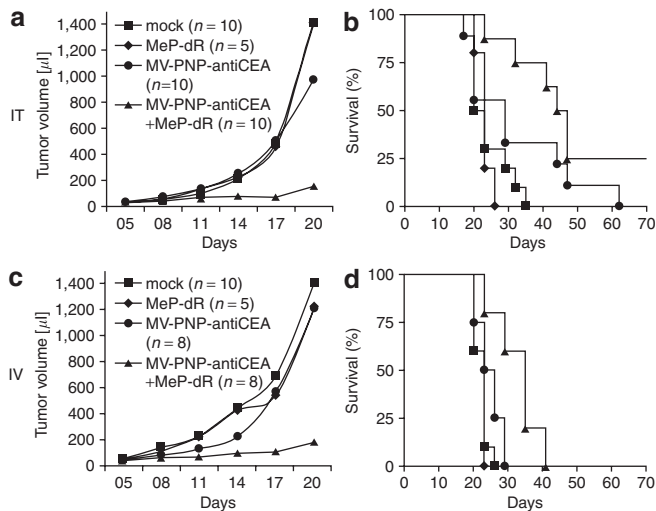 a
IT
Tumor volume [µl]
1,400
1,200
1,000
800
600
400
200
0
mock (n = 10)
MeP-dR (n = 5)
MV-PNP-antiCEA
(n=10)
MV-PNP-antiCEA
+MeP-dR (n = 10)
05 08 11 14 17 20
Days
b
Survival (%)
100
75
50
25
0
0 10 20 30 40 50 60 70
Days
c
IV
Tumor volume [µl]
1,400
1,200
1,000
800
600
400
200
0
mock (n = 10)
MeP-dR (n = 5)
MV-PNP-antiCEA
(n = 8)
MV-PNP-antiCEA
+MeP-dR (n = 8)
05 08 11 14 17 20
Days
d
Survival (%)
100
75
50
25
0
0 10 20 30 40 50 60 70
Days